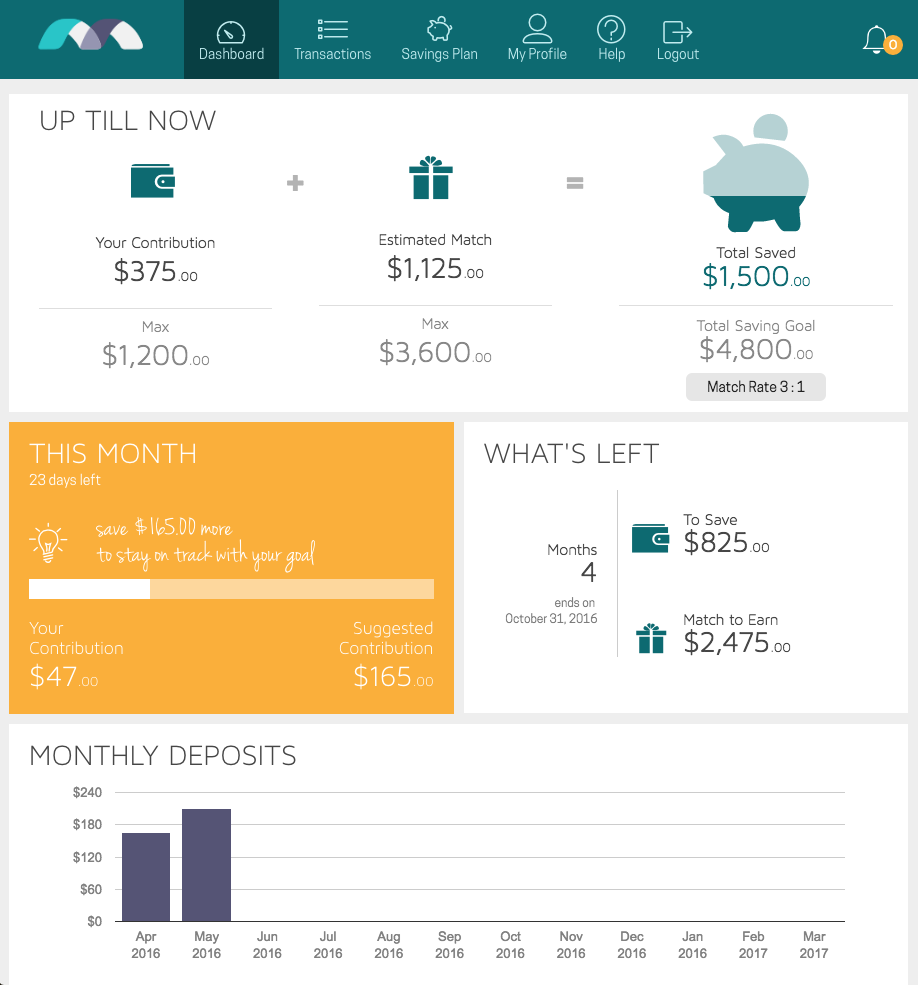 Dashboard
Transactions
Savings Plan
My Profile
Help
Logout
0
UP TILL NOW
Your Contribution
$375.00
Max
$1,200.00
+
Estimated Match
$1,125.00
Max
$3,600.00
=
Total Saved
$1,500.00
Total Saving Goal
$4,800.00
Match Rate 3 : 1
THIS MONTH
23 days left
save $165.00 more
to stay on track with your goal
Your
Contribution
$47.00
Suggested
Contribution
$165.00
WHAT'S LEFT
Months
4
ends on
October 31, 2016
To Save
$825.00
Match to Earn
$2,475.00
MONTHLY DEPOSITS
$240
$180
$120
$60
$0
Apr 2016
May 2016
Jun 2016
Jul 2016
Aug 2016
Sep 2016
Oct 2016
Nov 2016
Dec 2016
Jan 2016
Feb 2017
Mar 2017